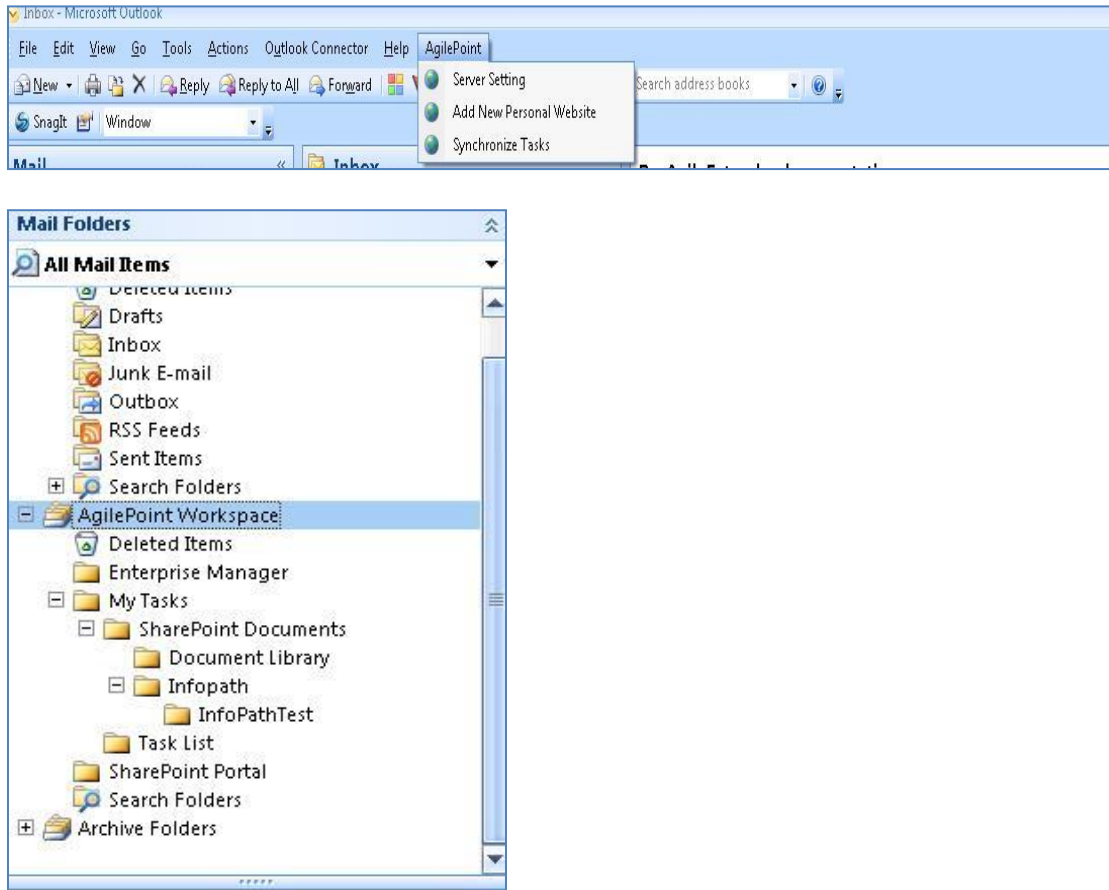 Inbox - Microsoft Outlook
File Edit View Go Tools Actions Outlook Connector Help AgilePoint
New Reply Reply to All Forward Search address books
Server Setting
Add New Personal Website
Synchronize Tasks
SnagIt Window
Mail « Inbox
Mail Folders
All Mail Items
Deleted Items
Drafts
Inbox
Junk E-mail
Outbox
RSS Feeds
Sent Items
Search Folders
AgilePoint Workspace
Deleted Items
Enterprise Manager
My Tasks
SharePoint Documents
Document Library
Infopath
InfoPathTest
Task List
SharePoint Portal
Search Folders
Archive Folders